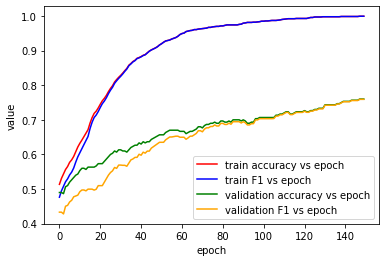 1.0
0.9
0.8
0.7
0.6
0.5
0.4
value
0 20 40 60 80 100 120 140
epoch
train accuracy vs epoch
train F1 vs epoch
validation accuracy vs epoch
validation F1 vs epoch